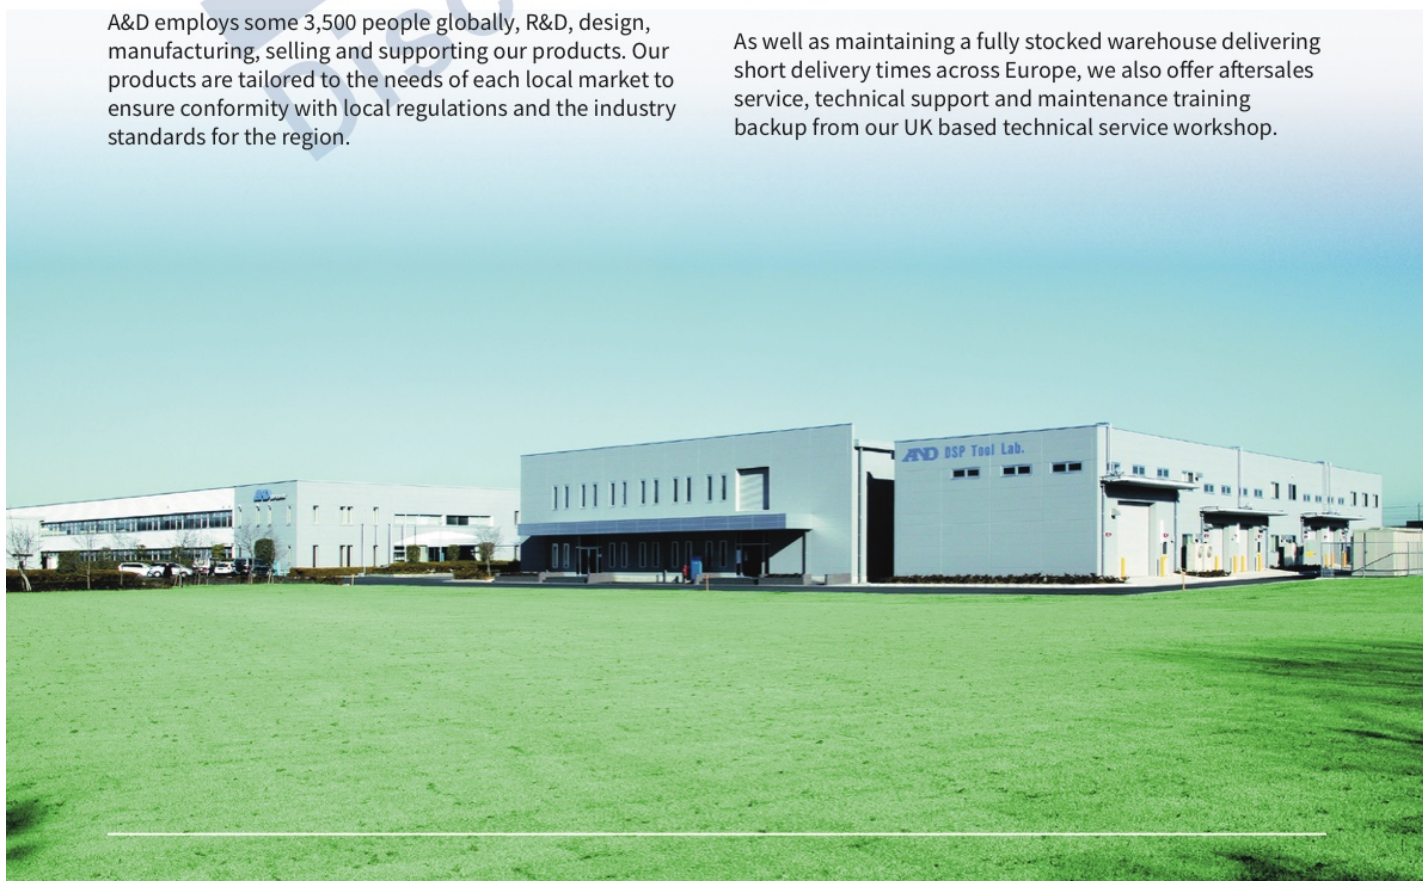 A&D employs some 3,500 people globally, R&D, design,
manufacturing, selling and supporting our products. Our
products are tailored to the needs of each local market to
ensure conformity with local regulations and the industry
standards for the region.
As well as maintaining a fully stocked warehouse delivering
short delivery times across Europe, we also offer aftersales
service, technical support and maintenance training
backup from our UK based technical service workshop.
AND DSP Tool Lab.